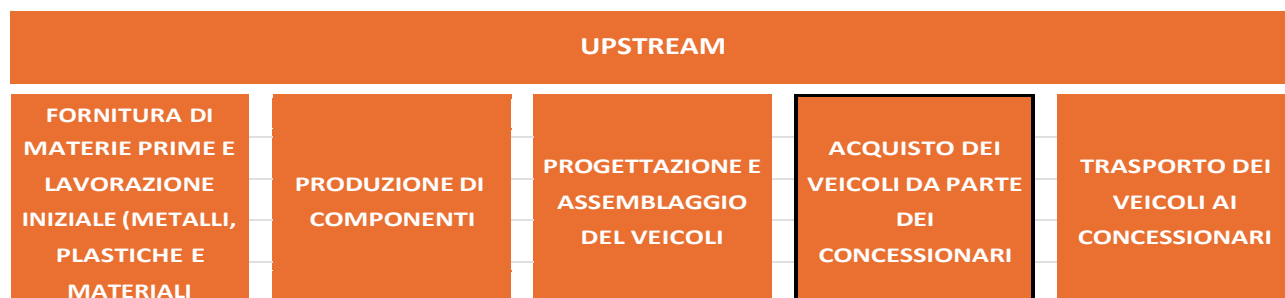 UPSTREAM
FORNITURA DI
MATERIE PRIME E
LAVORAZIONE
INIZIALE (METALLI,
PLASTICHE E
MATERIALI
PRODUZIONE DI
COMPONENTI
PROGETTAZIONE E
ASSEMBLAGGIO
DEL VEICOLI
ACQUISTO DEI
VEICOLI DA PARTE
DEI
CONCESSIONARI
TRASPORTO DEI
VEICOLI AI
CONCESSIONARI